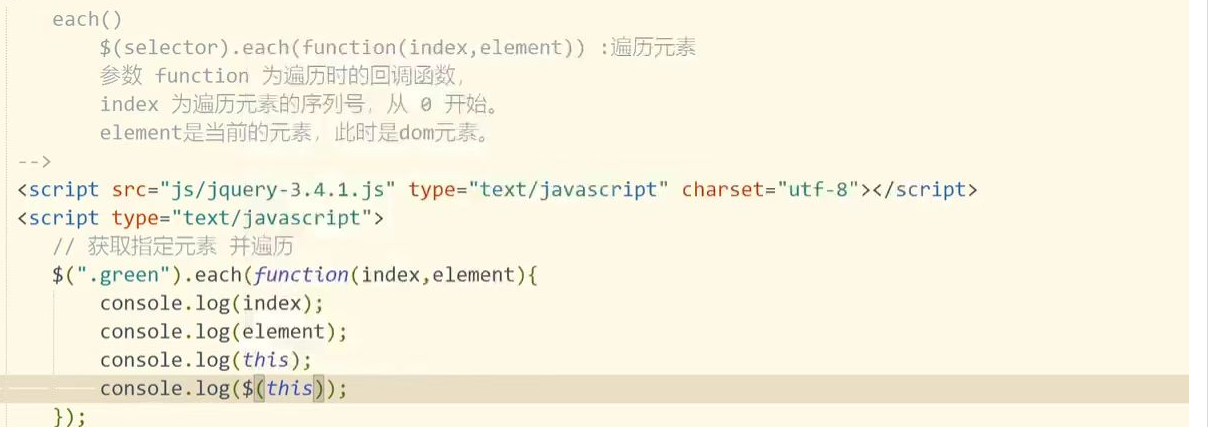 each()
$(selector).each(function(index,element)) :遍历元素
参数 function 为遍历时的回调函数，
index 为遍历元素的序列号，从 0 开始。
element是当前的元素，此时是dom元素。
-->
<script src="js/jquery-3.4.1.js" type="text/javascript" charset="utf-8"></script>
<script type="text/javascript">
// 获取指定元素 并遍历
$(".green").each(function(index,element){
console.log(index);
console.log(element);
console.log(this);
console.log($(this));
});